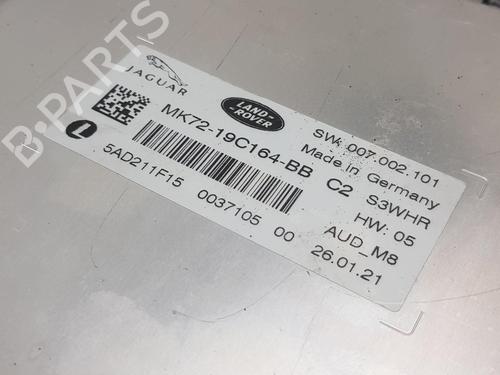 B-PARTS
JAGUAR
LAND-
ROVER
MK72-19C164-BB C2
L
5AD211F15 0037105 00
SW: 007.002.101
Made in Germany
S3WHR
HW: 05
AUD_M8
26.01.21